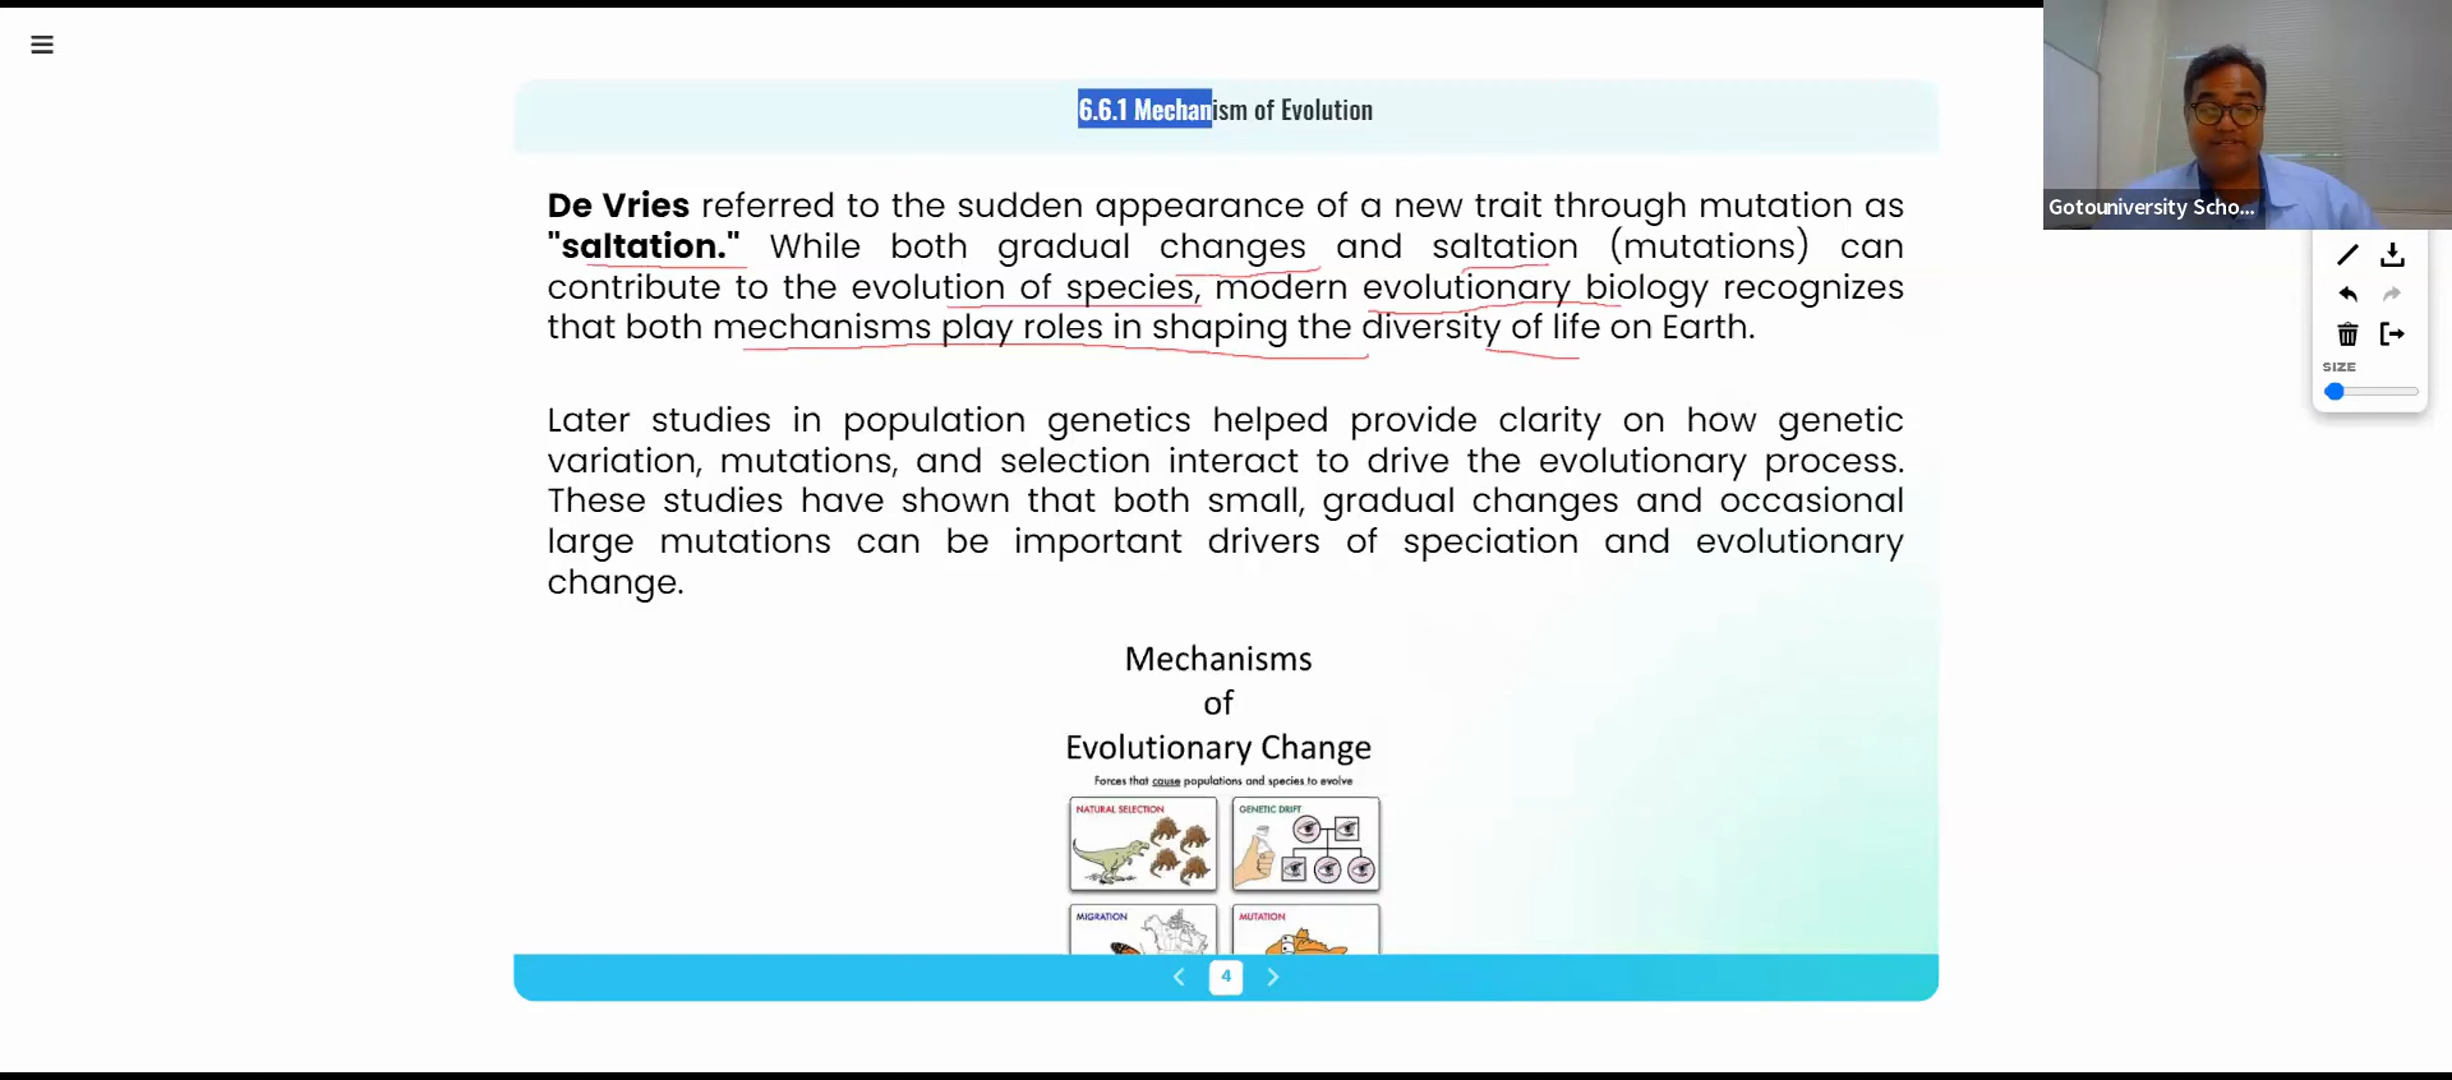 6.6.1 Mechanism of Evolution
Gotouniversity Scho...
De Vries referred to the sudden appearance of a new trait through mutation as
"saltation." While both gradual changes and saltation (mutations) can
contribute to the evolution of species, modern evolutionary biology recognizes
that both mechanisms play roles in shaping the diversity of life on Earth.
SIZE
Later studies in population genetics helped provide clarity on how genetic
variation, mutations, and selection interact to drive the evolutionary process.
These studies have shown that both small, gradual changes and occasional
large mutations can be important drivers of speciation and evolutionary
change.
Mechanisms
of
Evolutionary Change
Forces that cause populations and species to evolve
NATURAL SELECTION
GENETIC DRIFT
MIGRATION
MUTATION
4